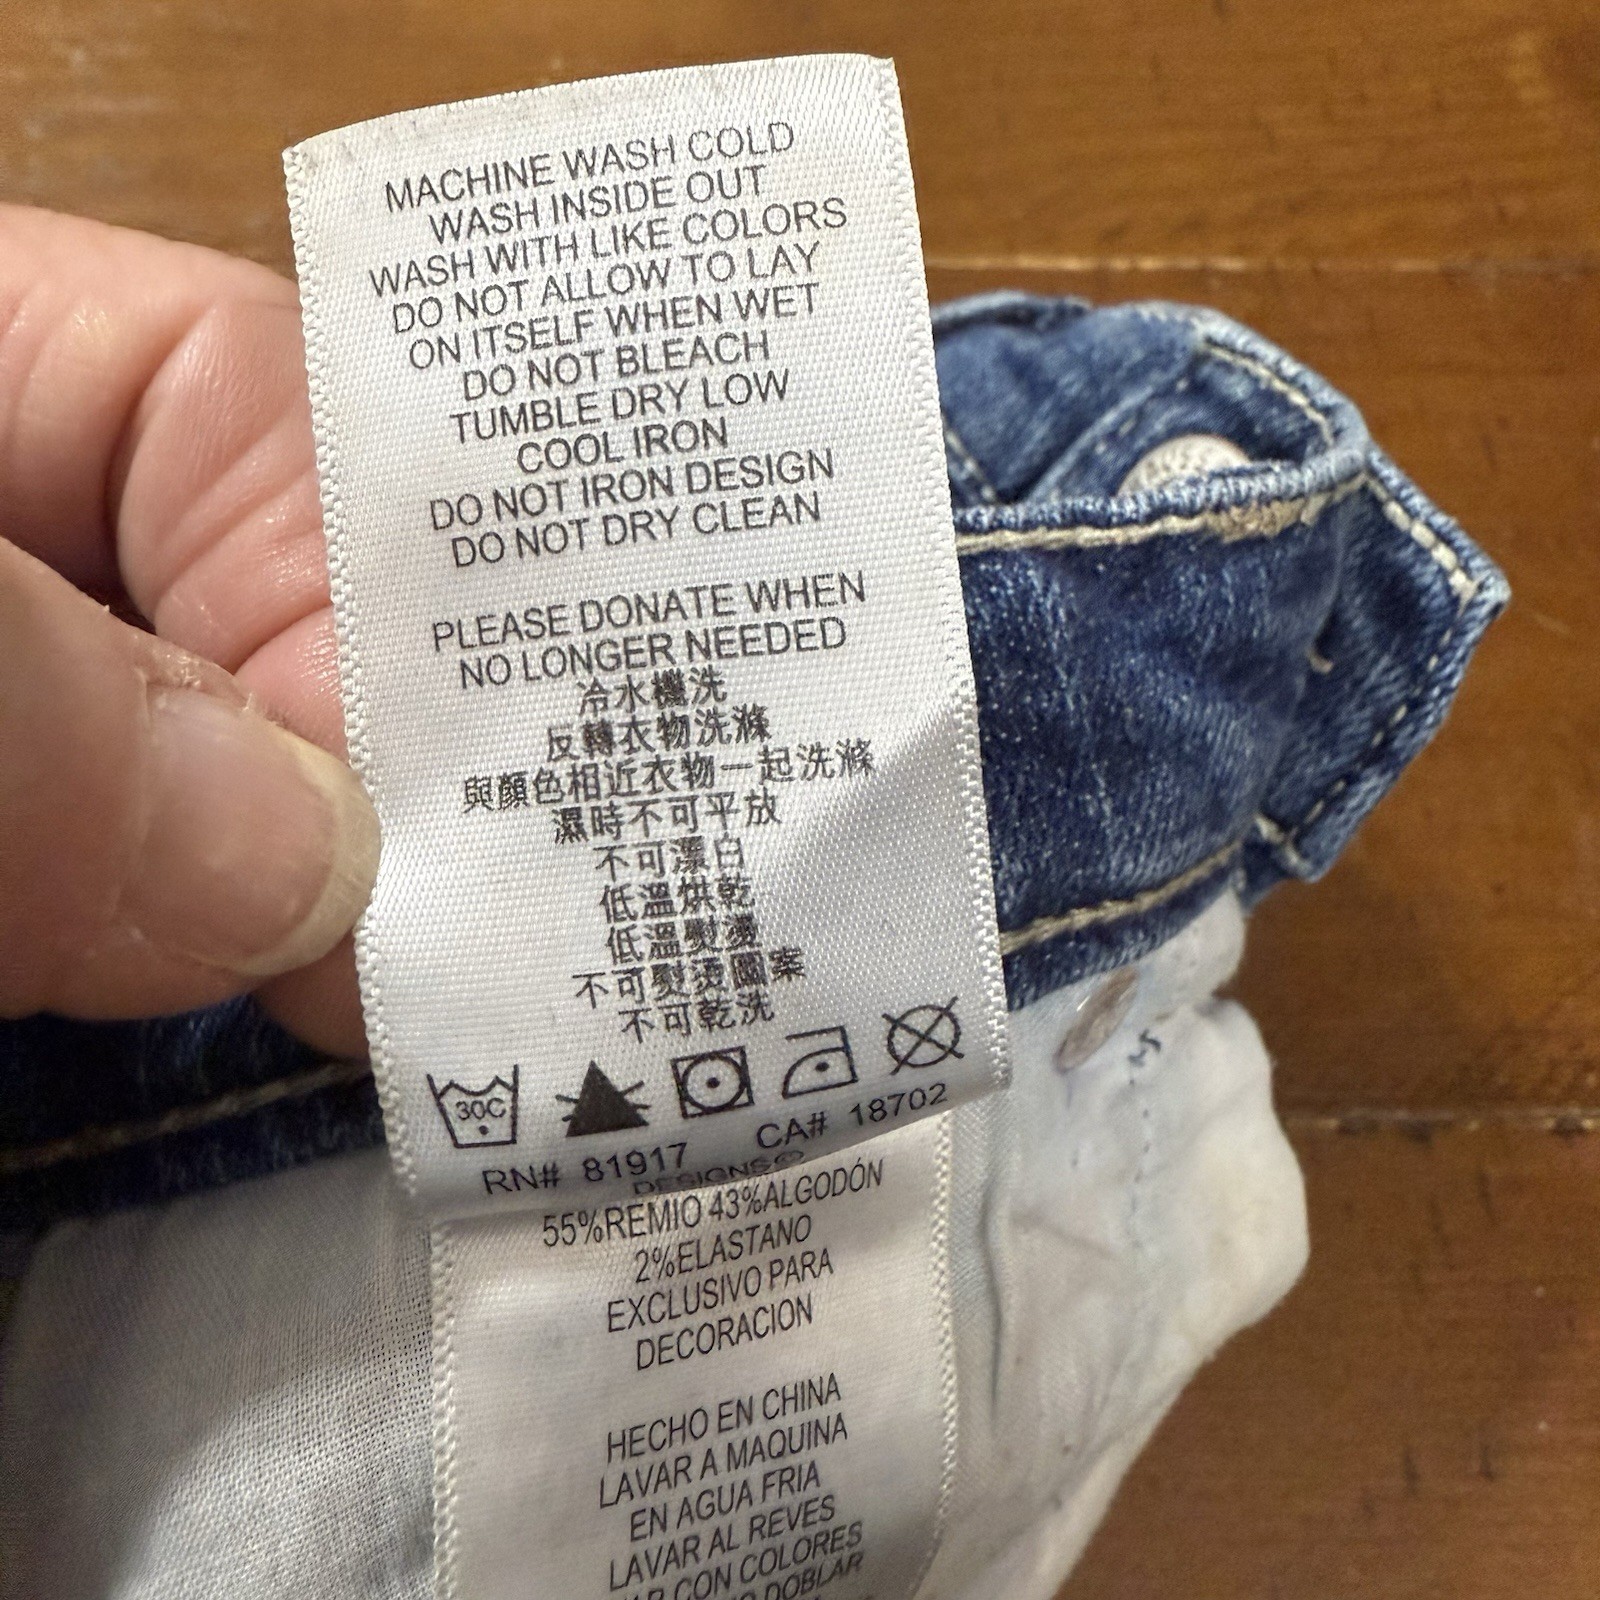 MACHINE WASH COLD
WASH INSIDE OUT
WASH WITH LIKE COLORS
DO NOT ALLOW TO LAY
ON ITSELF WHEN WET
DO NOT BLEACH
TUMBLE DRY LOW
COOL IRON
DO NOT IRON DESIGN
DO NOT DRY CLEAN
PLEASE DONATE WHEN
NO LONGER NEEDED
冷水機洗
反轉衣物洗滌
與顏色相近衣物一起洗滌
濕時不可平放
不可漂白
低溫烘乾
低溫熨燙
不可熨燙圖案
不可乾洗
30C
RN# 81917 CA# 18702
DESIGNS©
55%REMIO 43%ALGODÓN
2%ELASTANO
EXCLUSIVO PARA
DECORACION
HECHO EN CHINA
LAVAR A MAQUINA
EN AGUA FRIA
LAVAR AL REVES
CON COLORES
DOBLAR